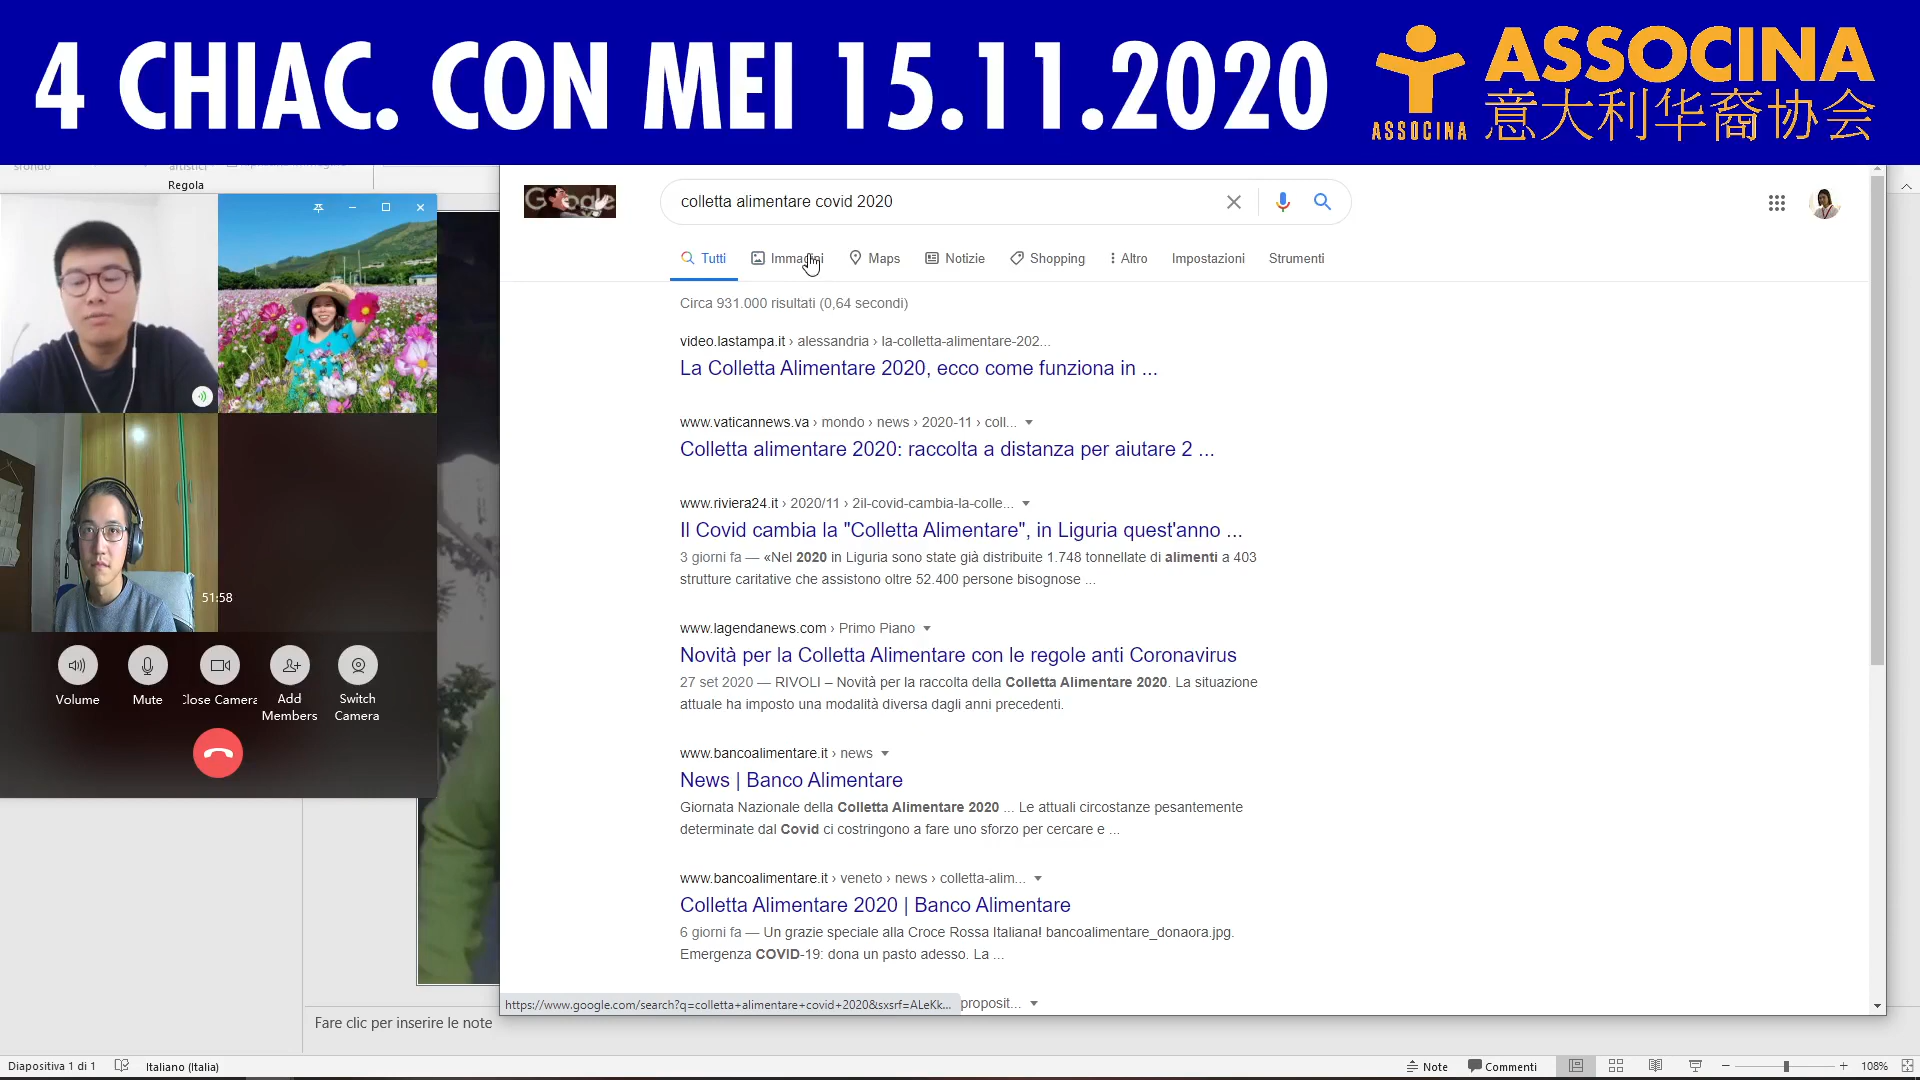 4 CHIAC. CON MEI 15.11.2020
ASSOCINA
ASSOCINA
意大利华裔协会
Regola
Google
colletta alimentare covid 2020
Tutti
Immagini
Maps
Notizie
Shopping
Altro
Impostazioni
Strumenti
Circa 931.000 risultati (0,64 secondi)
video.lastampa.it › alessandria › la-colletta-alimentare-202...
La Colletta Alimentare 2020, ecco come funziona in ...
www.vaticannews.va › mondo › news › 2020-11 › coll...
Colletta alimentare 2020: raccolta a distanza per aiutare 2 ...
www.riviera24.it › 2020/11 › 2il-covid-cambia-la-colle...
Il Covid cambia la "Colletta Alimentare", in Liguria quest'anno ...
3 giorni fa — «Nel 2020 in Liguria sono state già distribuite 1.748 tonnellate di alimenti a 403
strutture caritative che assistono oltre 52.400 persone bisognose ...
www.lagendanews.com › Primo Piano
Novità per la Colletta Alimentare con le regole anti Coronavirus
27 set 2020 — RIVOLI – Novità per la raccolta della Colletta Alimentare 2020. La situazione
attuale ha imposto una modalità diversa dagli anni precedenti.
www.bancoalimentare.it › news
News | Banco Alimentare
Giornata Nazionale della Colletta Alimentare 2020 ... Le attuali circostanze pesantemente
determinate dal Covid ci costringono a fare uno sforzo per cercare e ...
www.bancoalimentare.it › veneto › news › colletta-alim...
Colletta Alimentare 2020 | Banco Alimentare
6 giorni fa — Un grazie speciale alla Croce Rossa Italiana! bancoalimentare_donaora.jpg.
Emergenza COVID-19: dona un pasto adesso. La ...
proposit...
https://www.google.com/search?q=colletta+alimentare+covid+2020&sxsrf=ALeKk...
51:58
Volume
Mute
Close Camera
Add Members
Switch Camera
Fare clic per inserire le note
Diapositiva 1 di 1
Italiano (Italia)
Note
Commenti
108%